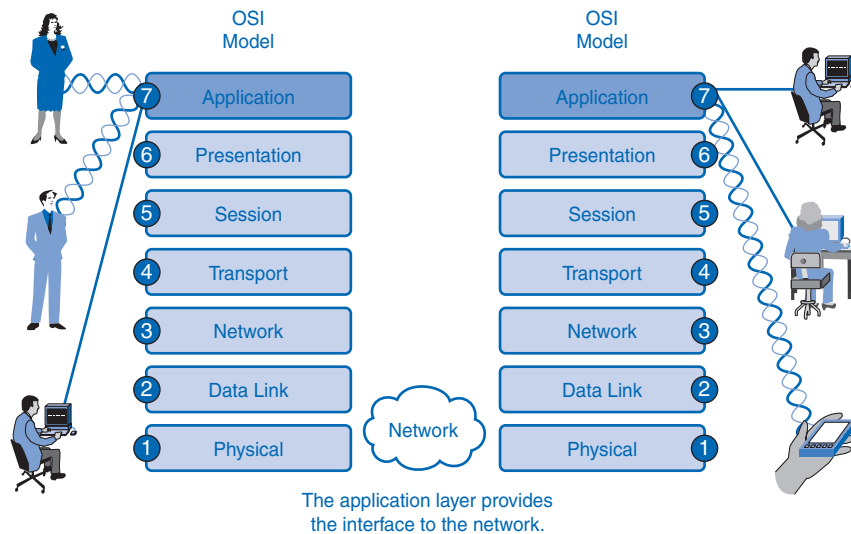 OSI
Model
7 Application
6 Presentation
5 Session
4 Transport
3 Network
2 Data Link
1 Physical
Network
OSI
Model
Application 7
Presentation 6
Session 5
Transport 4
Network 3
Data Link 2
Physical 1
The application layer provides
the interface to the network.